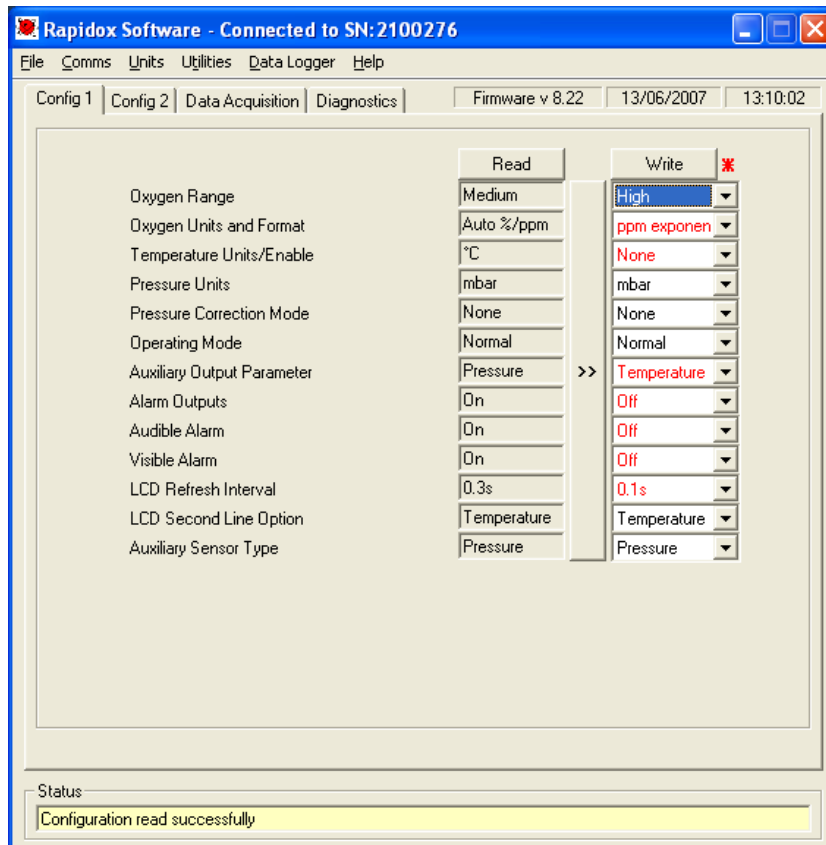 Rapidox Software - Connected to SN:2100276
File Comms Units Utilities Data Logger Help
Config 1 Config 2 Data Acquisition Diagnostics Firmware v 8.22 13/06/2007 13:10:02
Read Write
Oxygen Range Medium High
Oxygen Units and Format Auto %/ppm ppm exponen
Temperature Units/Enable °C None
Pressure Units mbar mbar
Pressure Correction Mode None None
Operating Mode Normal Normal
Auxiliary Output Parameter Pressure >> Temperature
Alarm Outputs On Off
Audible Alarm On Off
Visible Alarm On Off
LCD Refresh Interval 0.3s 0.1s
LCD Second Line Option Temperature Temperature
Auxiliary Sensor Type Pressure Pressure
Status
Configuration read successfully